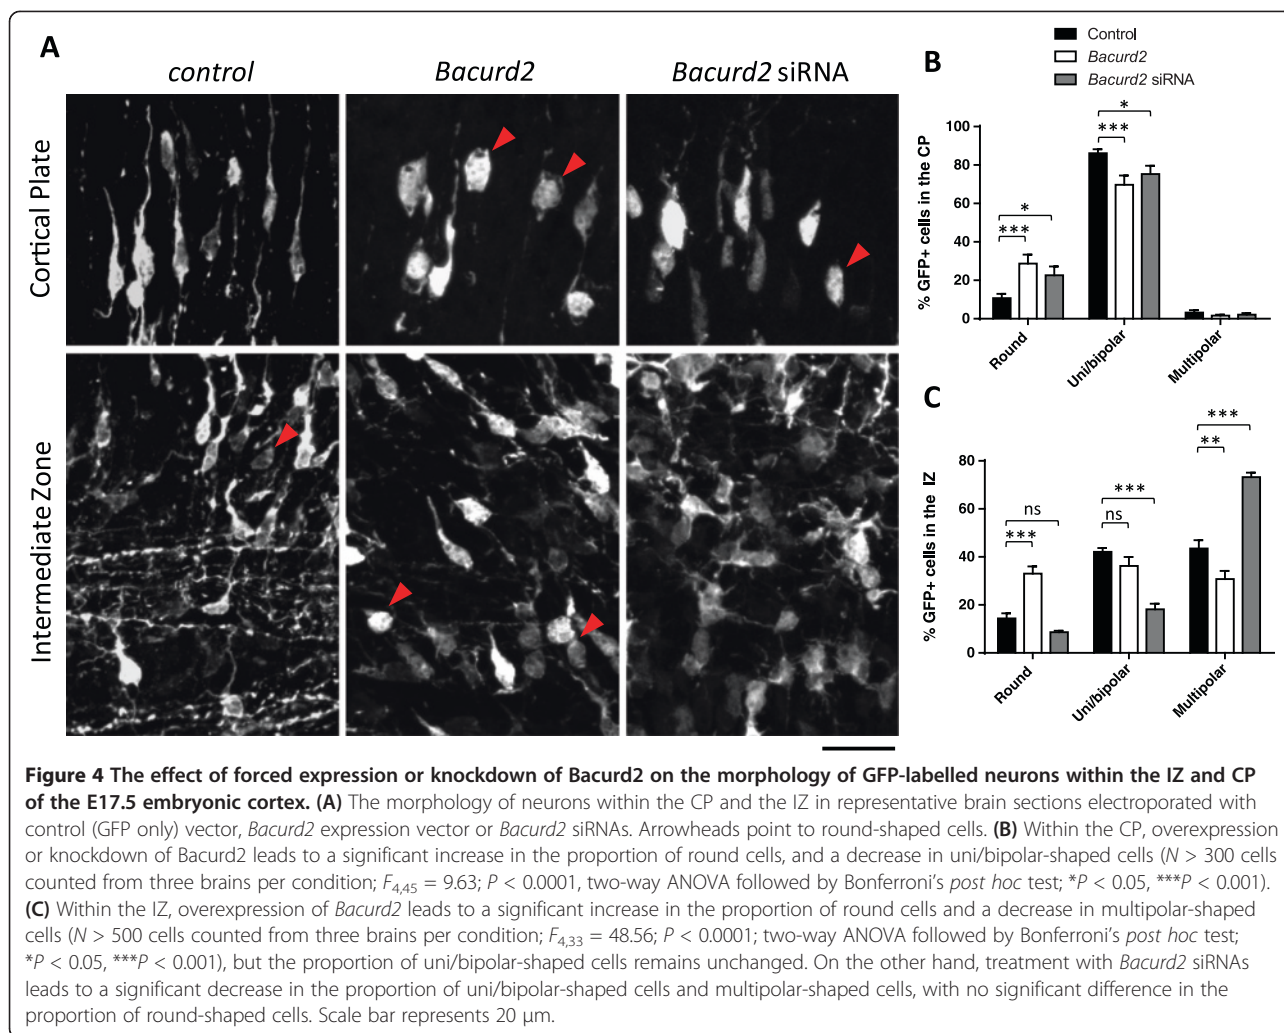 A
control
Bacurd2
Bacurd2 siRNA
Cortical Plate
Intermediate Zone
B
Control
Bacurd2
Bacurd2 siRNA
% GFP+ cells in the CP
100
80
60
40
20
0
*
***
*
***
Round
Uni/bipolar
Multipolar
C
% GFP+ cells in the IZ
80
60
40
20
0
ns
***
***
ns
***
**
Round
Uni/bipolar
Multipolar
Figure 4 The effect of forced expression or knockdown of Bacurd2 on the morphology of GFP-labelled neurons within the IZ and CP
of the E17.5 embryonic cortex. (A) The morphology of neurons within the CP and the IZ in representative brain sections electroporated with
control (GFP only) vector, Bacurd2 expression vector or Bacurd2 siRNAs. Arrowheads point to round-shaped cells. (B) Within the CP, overexpression
or knockdown of Bacurd2 leads to a significant increase in the proportion of round cells, and a decrease in uni/bipolar-shaped cells (N > 300 cells
counted from three brains per condition; F4,45 = 9.63; P < 0.0001, two-way ANOVA followed by Bonferroni's post hoc test; *P < 0.05, ***P < 0.001).
(C) Within the IZ, overexpression of Bacurd2 leads to a significant increase in the proportion of round cells and a decrease in multipolar-shaped
cells (N > 500 cells counted from three brains per condition; F4,33 = 48.56; P < 0.0001; two-way ANOVA followed by Bonferroni's post hoc test;
*P < 0.05, ***P < 0.001), but the proportion of uni/bipolar-shaped cells remains unchanged. On the other hand, treatment with Bacurd2 siRNAs
leads to a significant decrease in the proportion of uni/bipolar-shaped cells and multipolar-shaped cells, with no significant difference in the
proportion of round-shaped cells. Scale bar represents 20 μm.